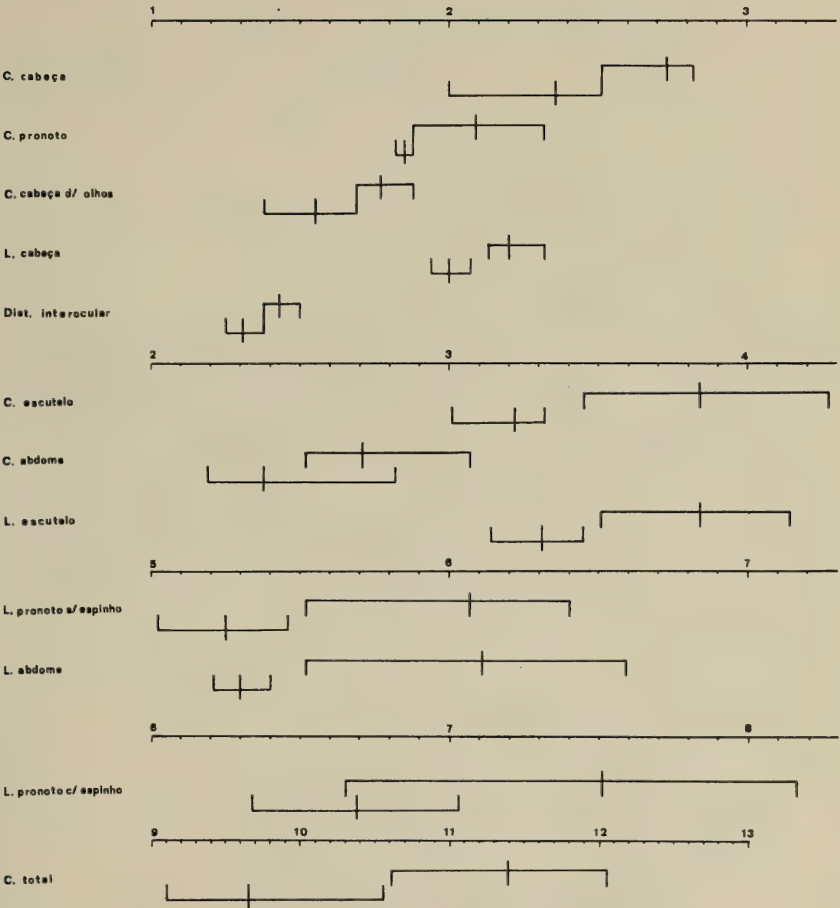 1 2 3
C. cabeça
C. pronoto
C. cabeça d/ olhos
L. cabeça
Dist. interocular
2 3 4
C. escutelo
C. abdome
L. escutelo
5 6 7
L. pronoto s/espinho
L. abdome
6 7 8
L. pronoto c/ espinho
9 10 11 12 13
C. total